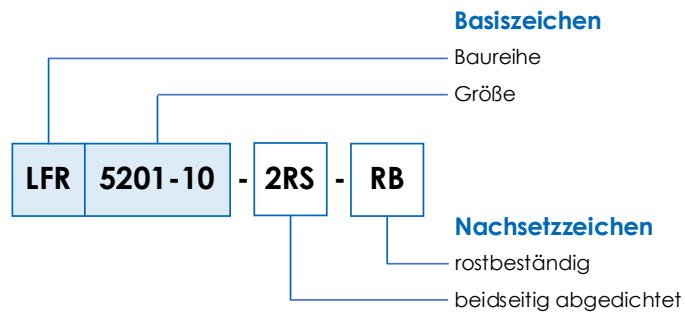 Basiszeichen
Baureihe
Größe
LFR 5201-10 - 2RS - RB
Nachsetzzeichen
rostbeständig
beidseitig abgedichtet